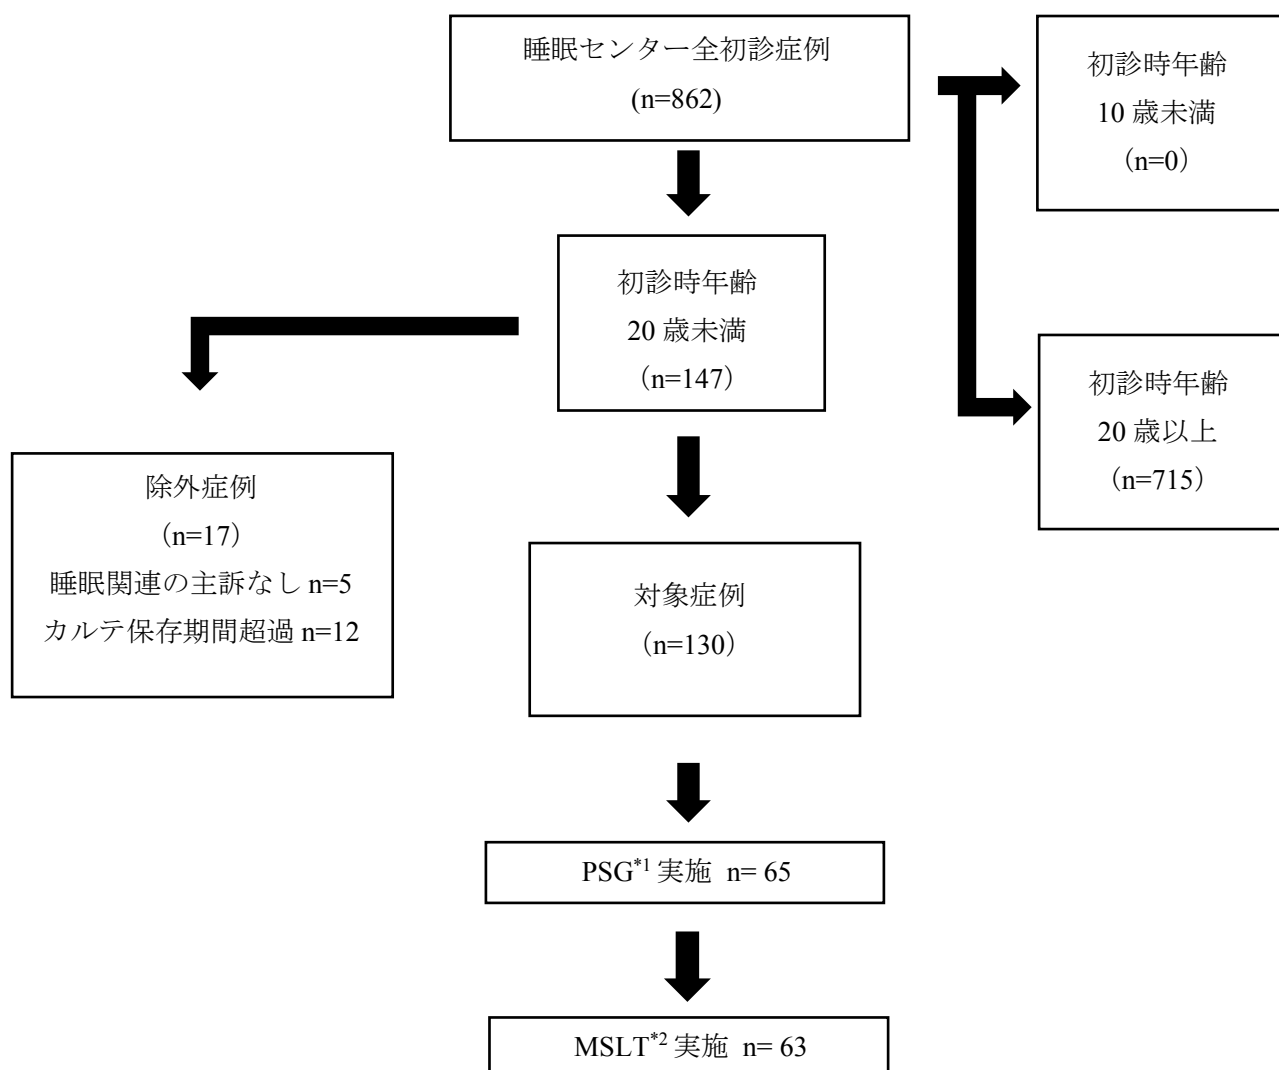 睡眠センター全初診症例
(n=862)
初診時年齢
10 歳未満
（n=0）
初診時年齢
20 歳未満
（n=147）
初診時年齢
20 歳以上
（n=715）
除外症例
（n=17）
睡眠関連の主訴なし n=5
カルテ保存期間超過 n=12
対象症例
（n=130）
PSG*1 実施 n= 65
MSLT*2 実施 n= 63